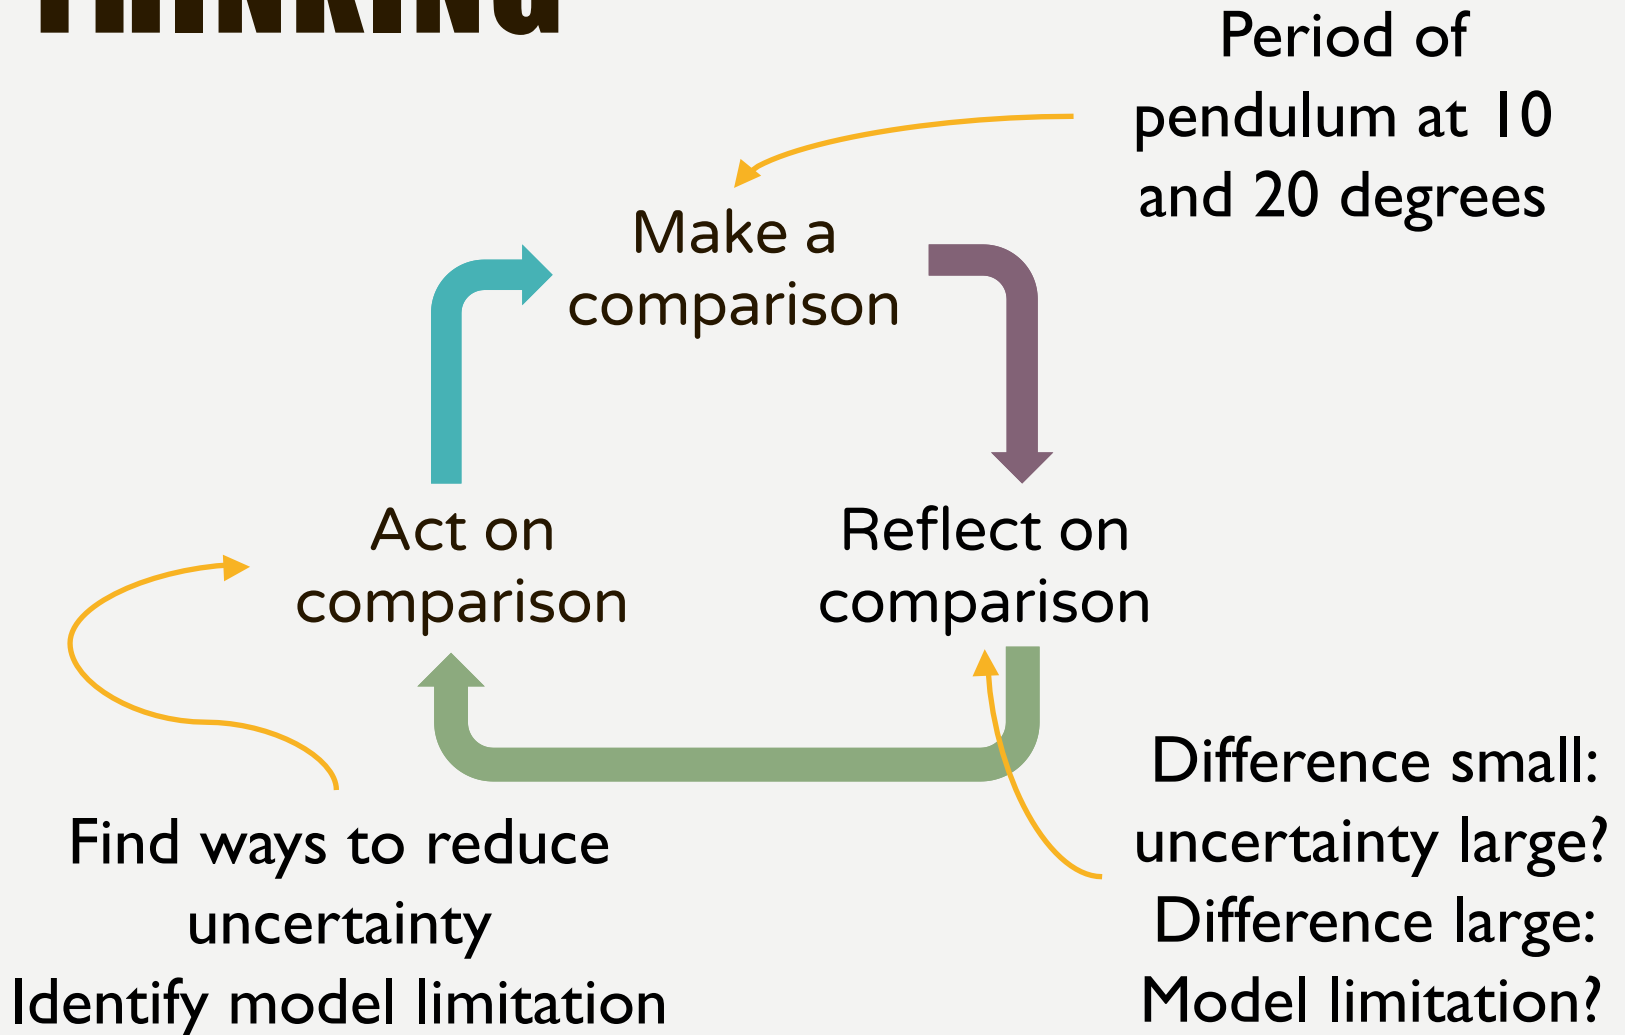 THINKING
Period of
pendulum at 10
and 20 degrees
Make a
comparison
Act on
comparison
Reflect on
comparison
Find ways to reduce
uncertainty
Identify model limitation
Difference small:
uncertainty large?
Difference large:
Model limitation?